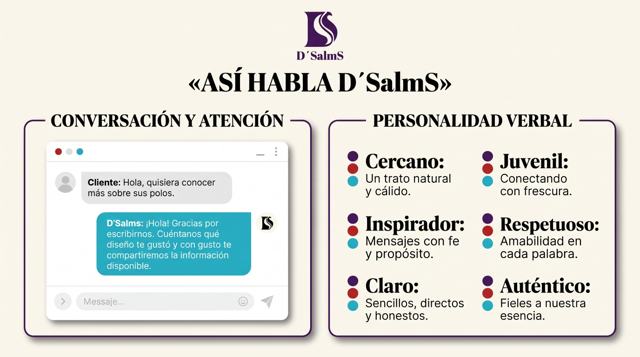 D´SalmS
«ASÍ HABLA D´SalmS»
CONVERSACIÓN Y ATENCIÓN
Cliente: Hola, quisiera conocer
más sobre sus polos.
D'Salms: ¡Hola! Gracias por
escribirnos. Cuéntanos qué
diseño te gustó y con gusto te
compartiremos la información
disponible.
Mensaje...
PERSONALIDAD VERBAL
Cercano:
Un trato natural
y cálido.
Juvenil:
Conectando
con frescura.
Inspirador:
Mensajes con fe
y propósito.
Respetuoso:
Amabilidad en
cada palabra.
Claro:
Sencillos, directos
y honestos.
Auténtico:
Fieles a nuestra
esencia.